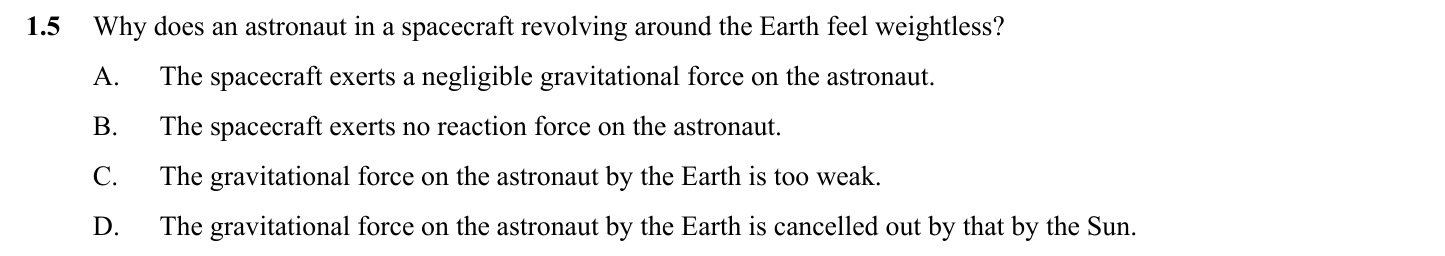 1.5 Why does an astronaut in a spacecraft revolving around the Earth feel weightless?
A. The spacecraft exerts a negligible gravitational force on the astronaut.
B. The spacecraft exerts no reaction force on the astronaut.
C. The gravitational force on the astronaut by the Earth is too weak.
D. The gravitational force on the astronaut by the Earth is cancelled out by that by the Sun.